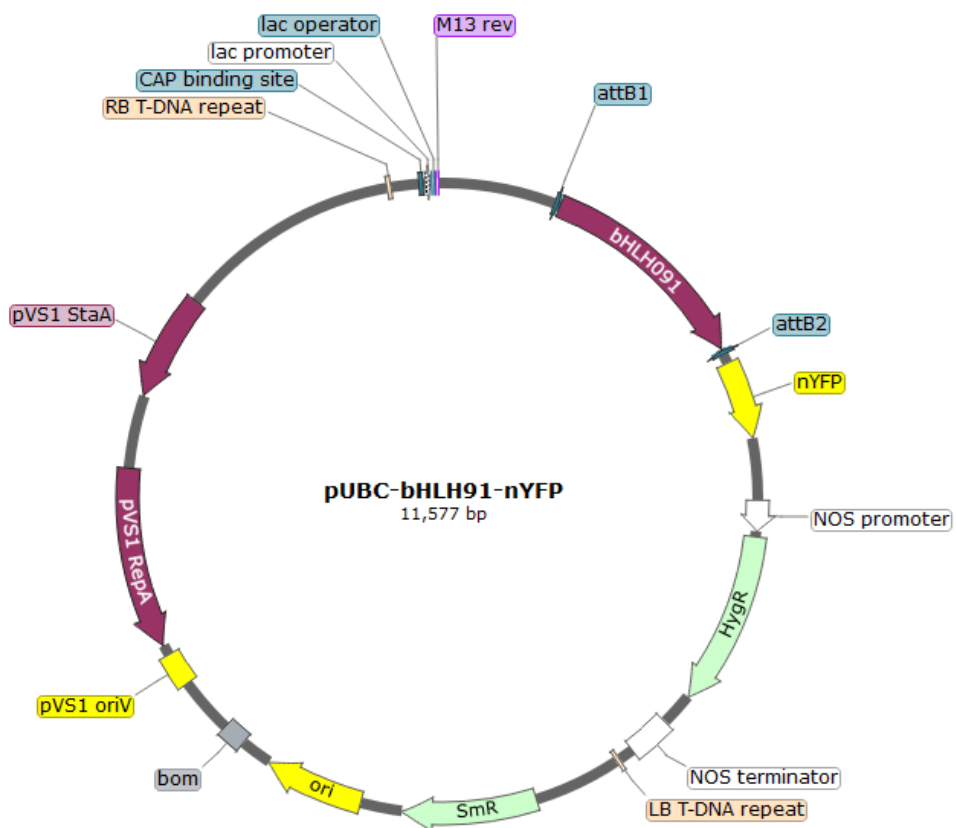 lac operator
M13 rev
lac promoter
CAP binding site
RB T-DNA repeat
attB1
bHLH091
pVS1 StaA
attB2
nYFP
pUBC-bHLH91-nYFP
11,577 bp
NOS promoter
pVS1 RepA
HygR
pVS1 oriV
bom
ori
SmR
NOS terminator
LB T-DNA repeat